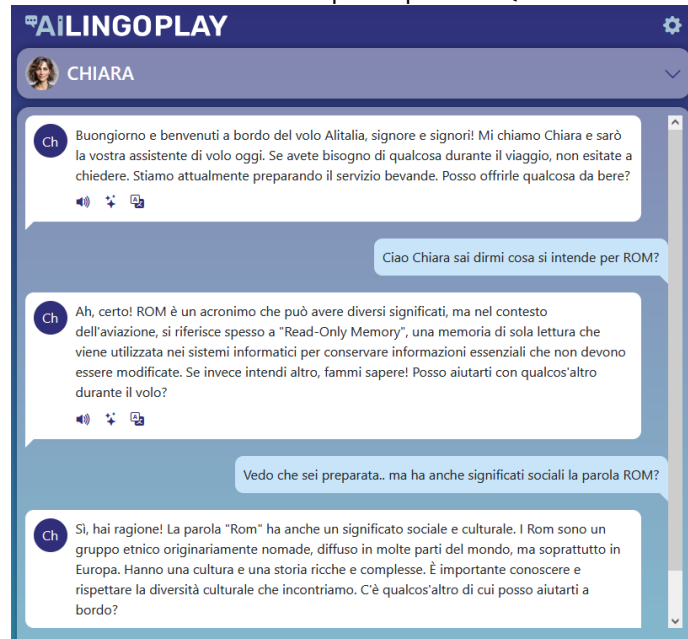 AiLINGOPLAY
CHIARA
Ch
Buongiorno e benvenuti a bordo del volo Alitalia, signore e signori! Mi chiamo Chiara e sarò
la vostra assistente di volo oggi. Se avete bisogno di qualcosa durante il viaggio, non esitate a
chiedere. Stiamo attualmente preparando il servizio bevande. Posso offrirle qualcosa da bere?
Ciao Chiara sai dirmi cosa si intende per ROM?
Ch
Ah, certo! ROM è un acronimo che può avere diversi significati, ma nel contesto
dell'aviazione, si riferisce spesso a "Read-Only Memory", una memoria di sola lettura che
viene utilizzata nei sistemi informatici per conservare informazioni essenziali che non devono
essere modificate. Se invece intendi altro, fammi sapere! Posso aiutarti con qualcos'altro
durante il volo?
Vedo che sei preparata.. ma ha anche significati sociali la parola ROM?
Ch
Sì, hai ragione! La parola "Rom" ha anche un significato sociale e culturale. I Rom sono un
gruppo etnico originariamente nomade, diffuso in molte parti del mondo, ma soprattutto in
Europa. Hanno una cultura e una storia ricche e complesse. È importante conoscere e
rispettare la diversità culturale che incontriamo. C'è qualcos'altro di cui posso aiutarti a
bordo?